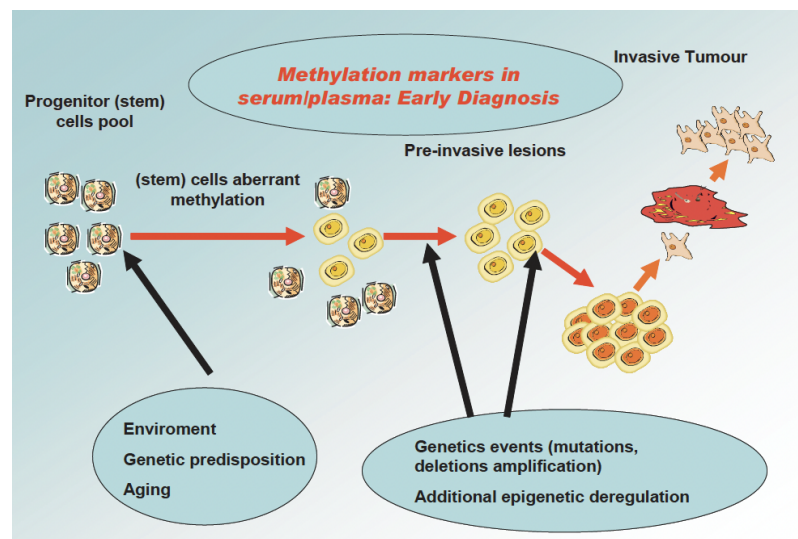 Methylation markers in
serum/plasma: Early Diagnosis
Invasive Tumour
Progenitor (stem)
cells pool
Pre-invasive lesions
(stem) cells aberrant
methylation
Enviroment
Genetic predisposition
Aging
Genetics events (mutations,
deletions amplification)
Additional epigenetic deregulation